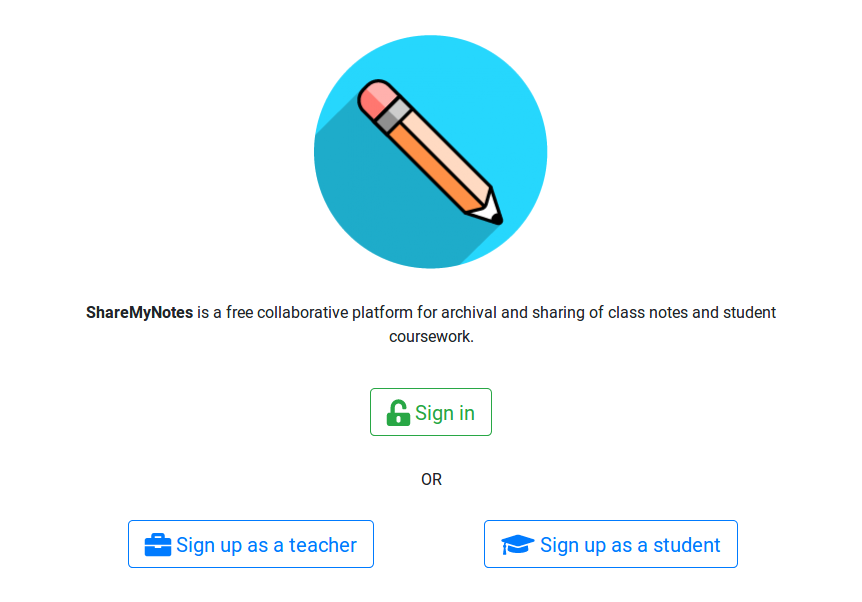 ShareMyNotes is a free collaborative platform for archival and sharing of class notes and student
coursework.
Sign in
OR
Sign up as a teacher
Sign up as a student